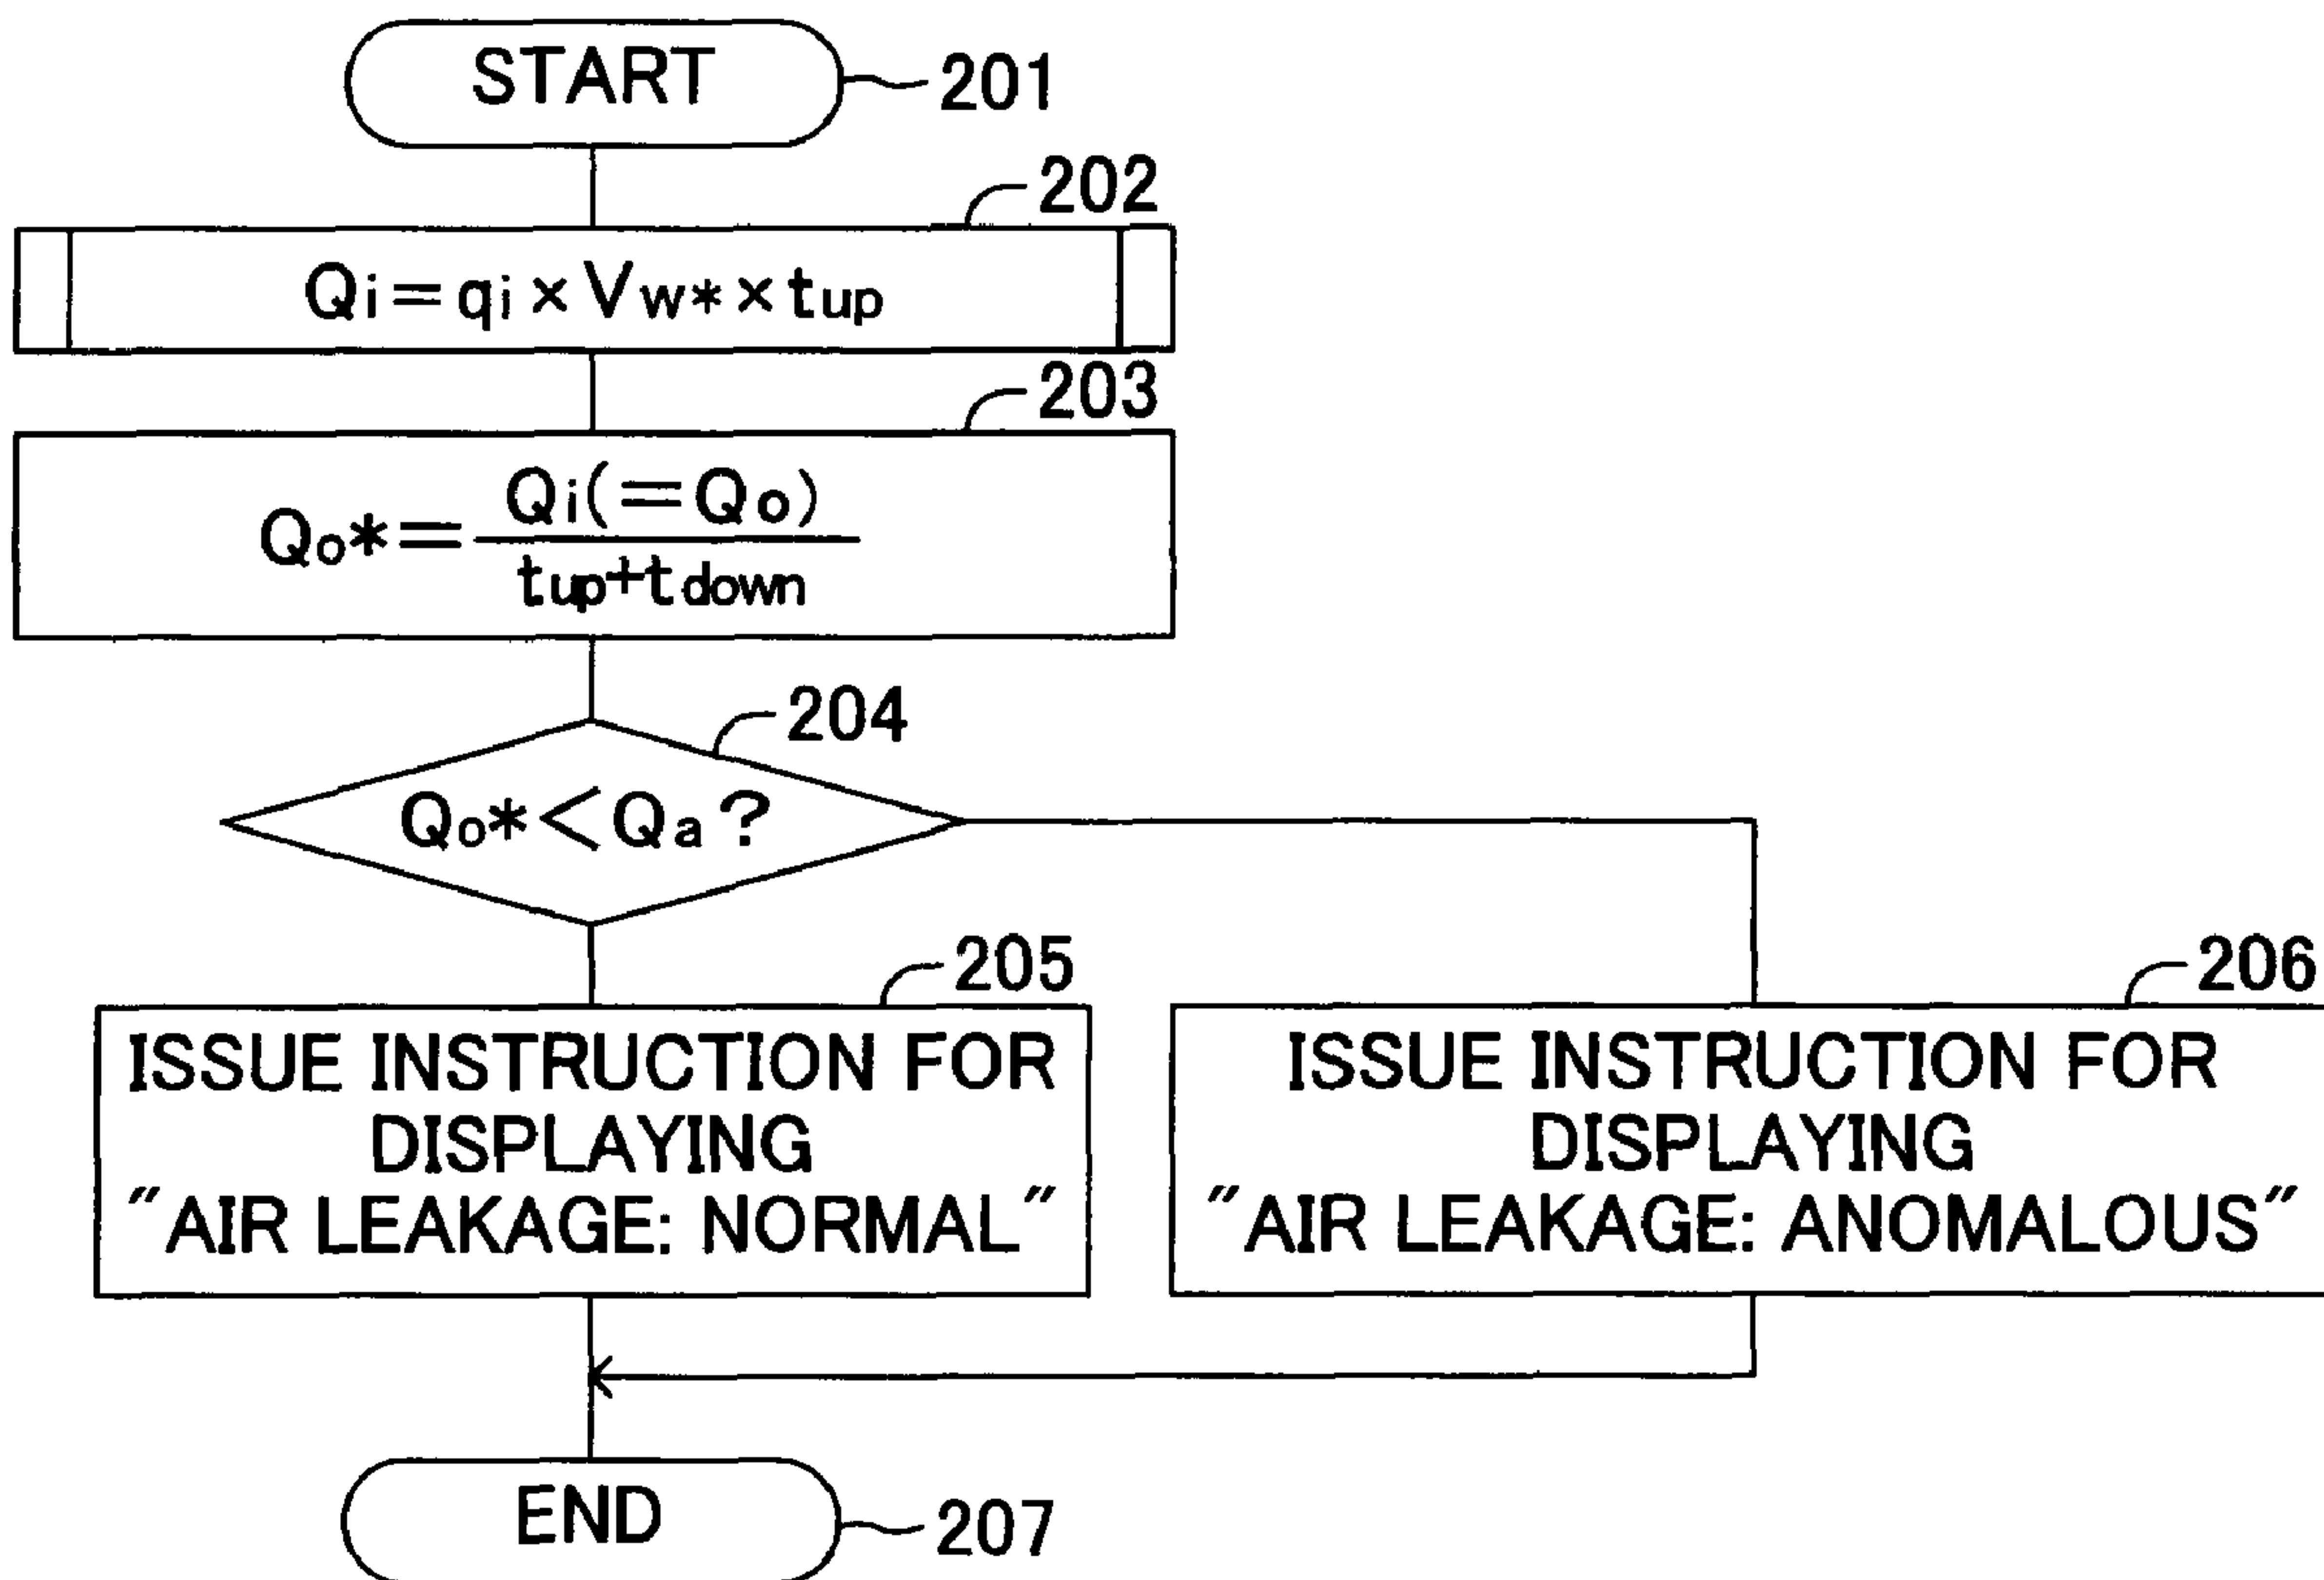 START
201
202
Qi=qi×Vw*×tup
203
Qo*=Qi(=Qo)
tup+tdown
204
Qo*<Qa?
205
ISSUE INSTRUCTION FOR
DISPLAYING
"AIR LEAKAGE: NORMAL"
206
ISSUE INSTRUCTION FOR
DISPLAYING
"AIR LEAKAGE: ANOMALOUS"
END
207